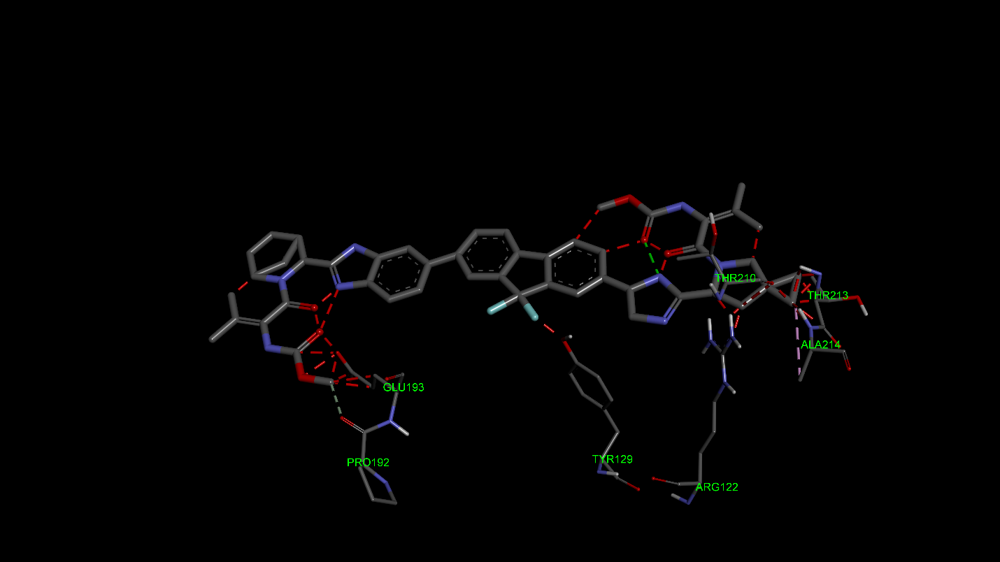 THR210
THR213
ALA214
GLU193
PRO192
TYR129
ARG122